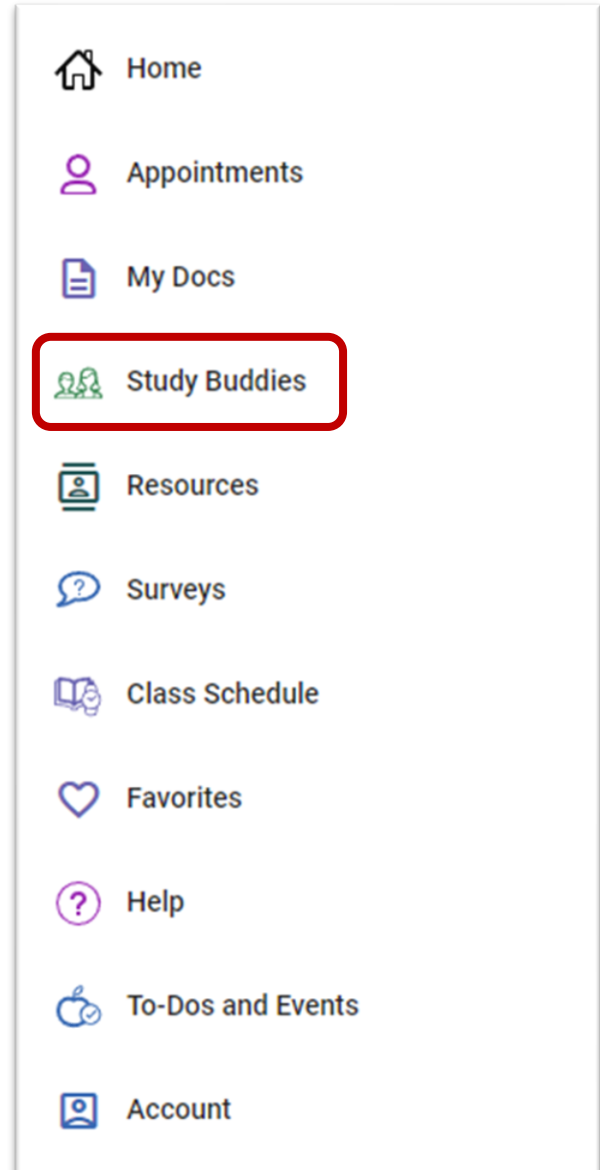 Home
Appointments
My Docs
Study Buddies
Resources
Surveys
Class Schedule
Favorites
Help
To-Dos and Events
Account